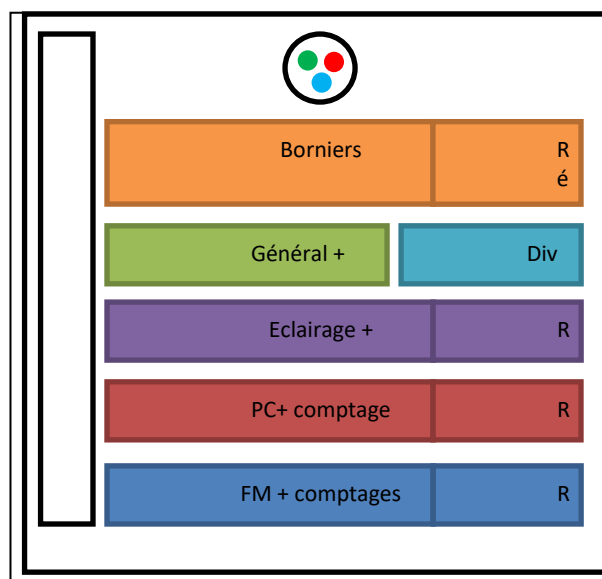 Borniers
R
é
Général +
Div
Eclairage +
R
PC+ comptage
R
FM + comptages
R